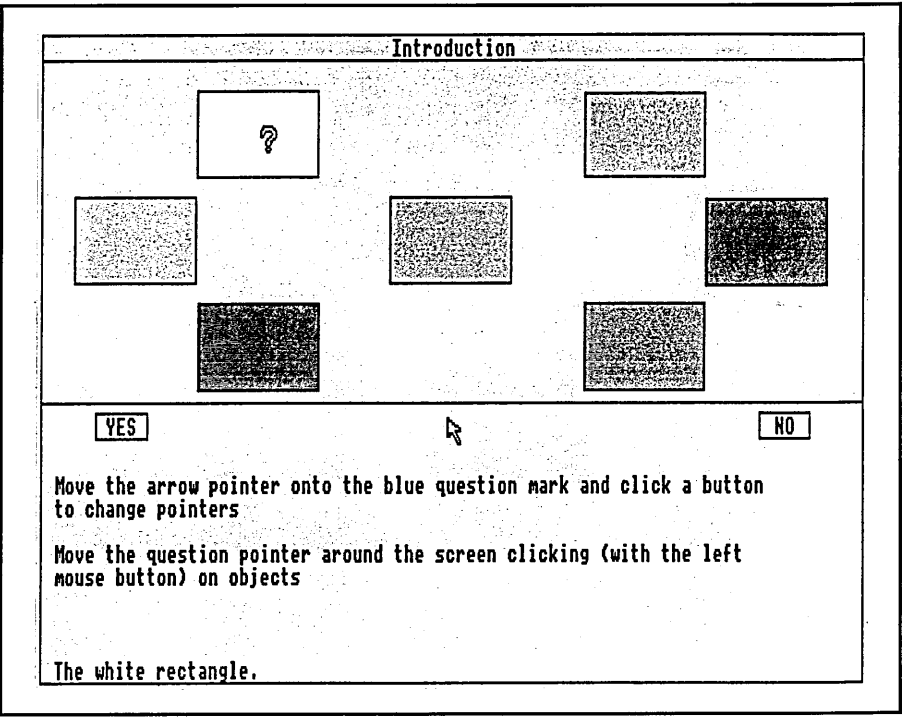 Introduction
?
YES
NO
Move the arrow pointer onto the blue question mark and click a button
to change pointers
Move the question pointer around the screen clicking (with the left
mouse button) on objects
The white rectangle.